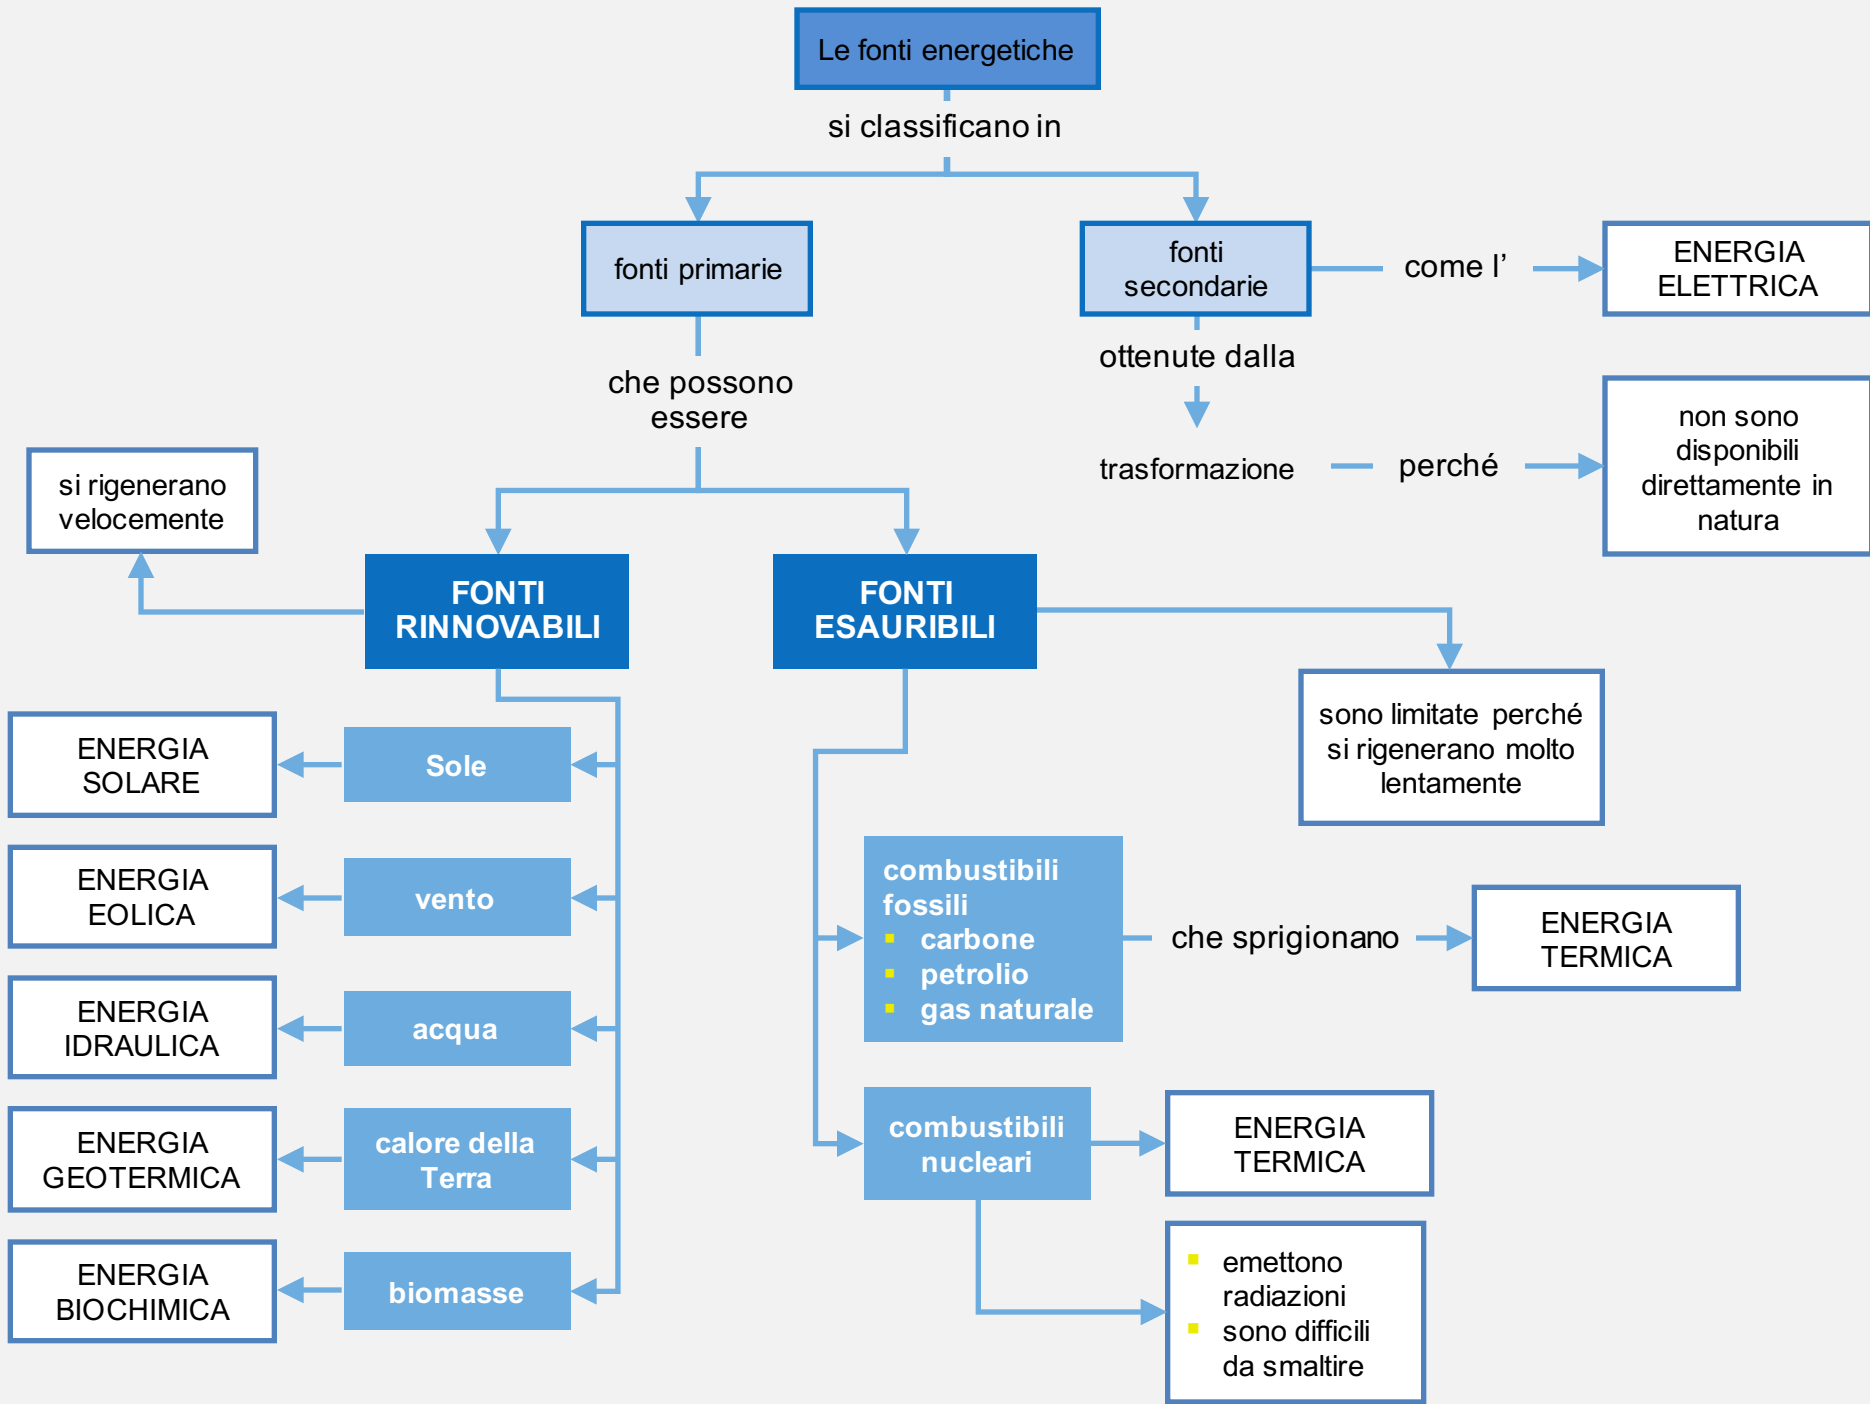 Le fonti energetiche
si classificano in
fonti primarie
fonti
secondarie
come l’
ENERGIA
ELETTRICA
ottenute dalla
trasformazione
perché
non sono
disponibili
direttamente in
natura
che possono
essere
si rigenerano
velocemente
FONTI
RINNOVABILI
FONTI
ESAURIBILI
sono limitate perché
si rigenerano molto
lentamente
Sole
ENERGIA
SOLARE
vento
ENERGIA
EOLICA
acqua
ENERGIA
IDRAULICA
calore della
Terra
ENERGIA
GEOTERMICA
biomasse
ENERGIA
BIOCHIMICA
combustibili
fossili
▪ carbone
▪ petrolio
▪ gas naturale
che sprigionano
ENERGIA
TERMICA
combustibili
nucleari
ENERGIA
TERMICA
▪ emettono
radiazioni
▪ sono difficili
da smaltire